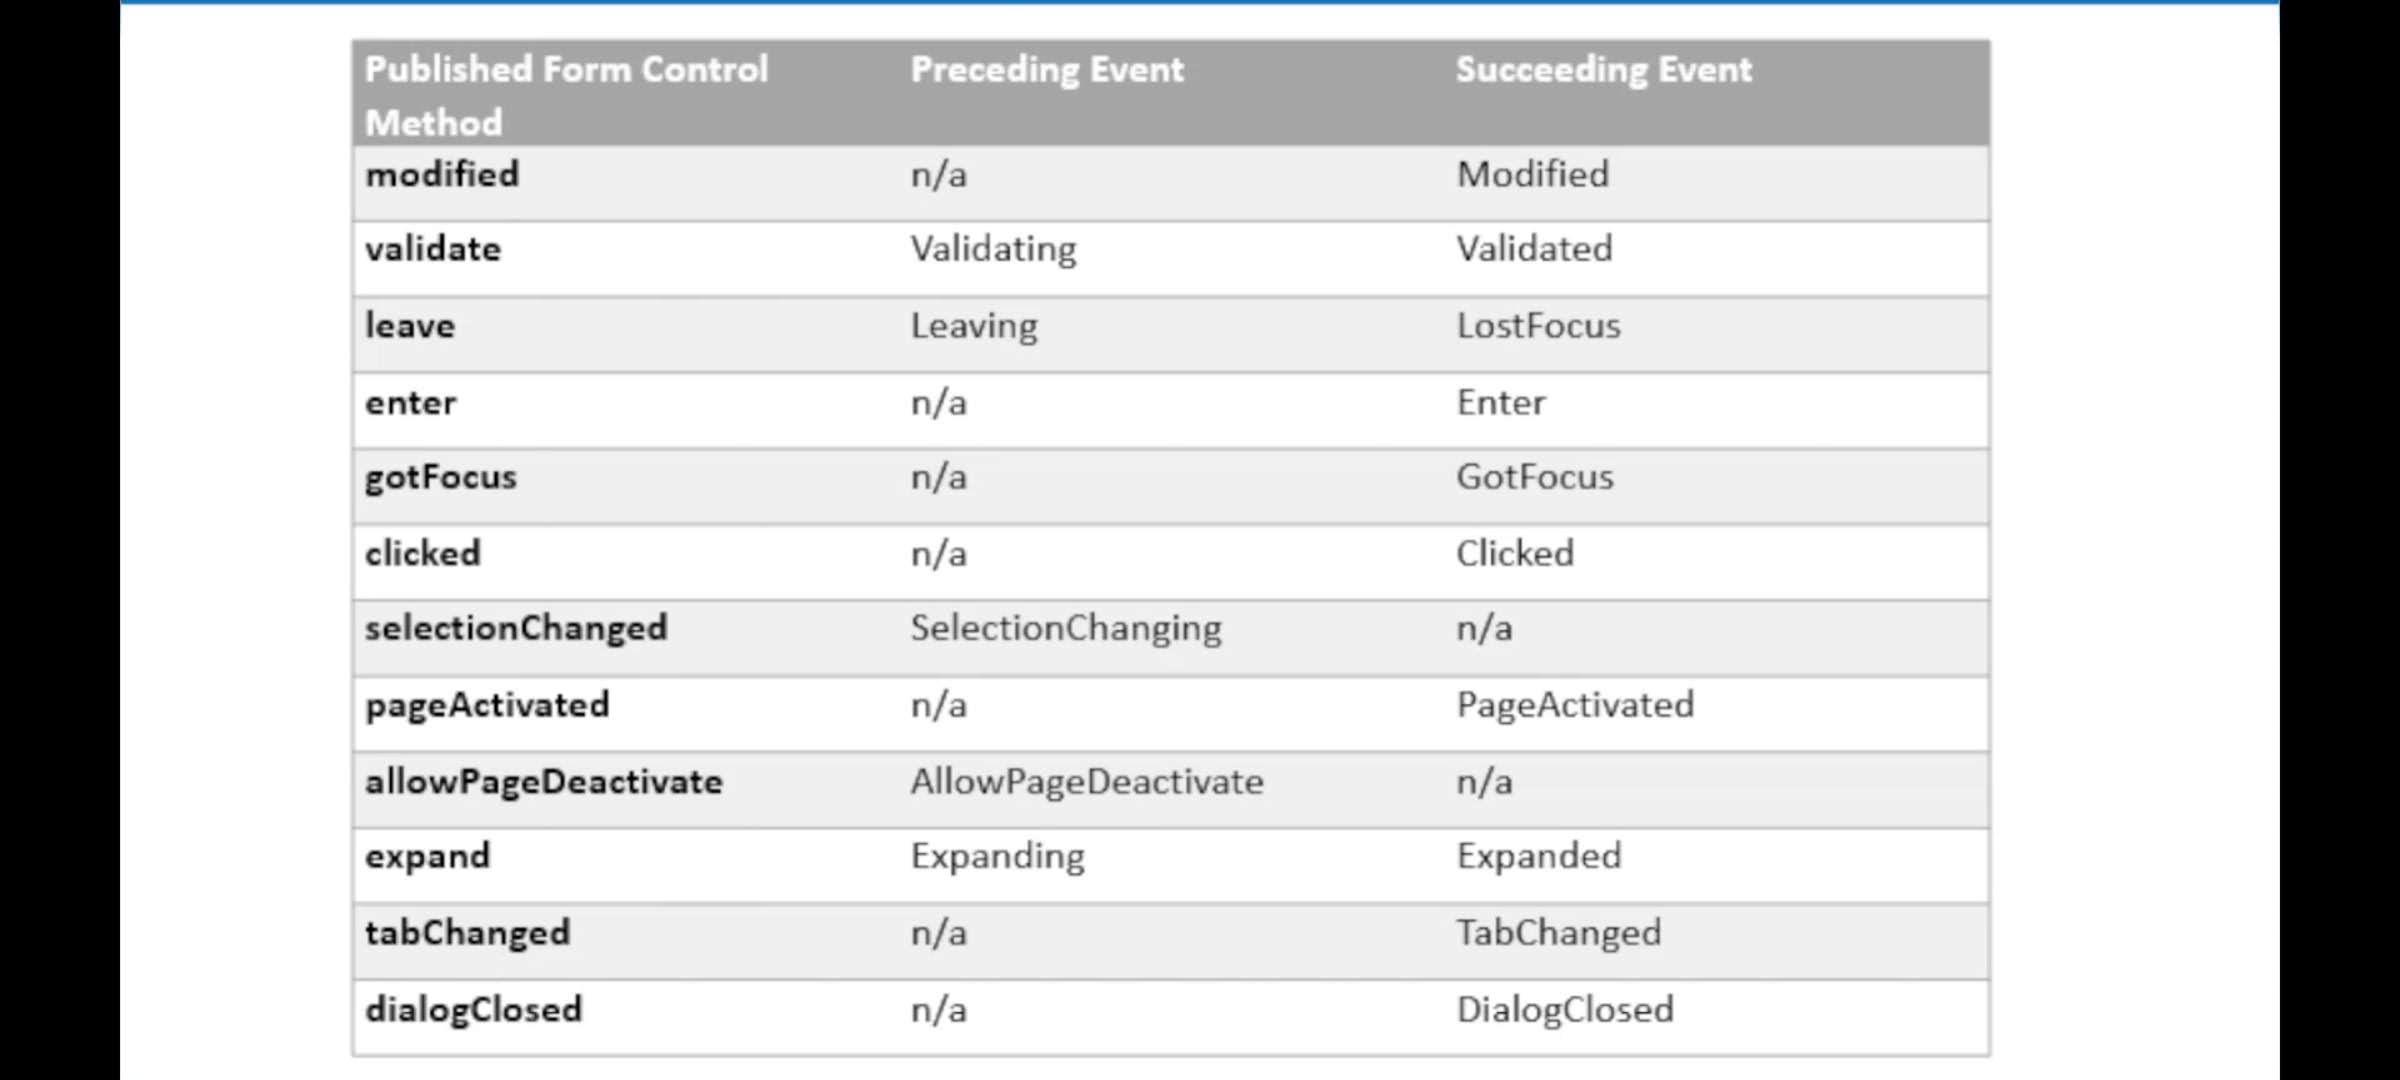 Published Form Control Method Preceding Event Succeeding Event
modified n/a Modified
validate Validating Validated
leave Leaving LostFocus
enter n/a Enter
gotFocus n/a GotFocus
clicked n/a Clicked
selectionChanged SelectionChanging n/a
pageActivated n/a PageActivated
allowPageDeactivate AllowPageDeactivate n/a
expand Expanding Expanded
tabChanged n/a TabChanged
dialogClosed n/a DialogClosed